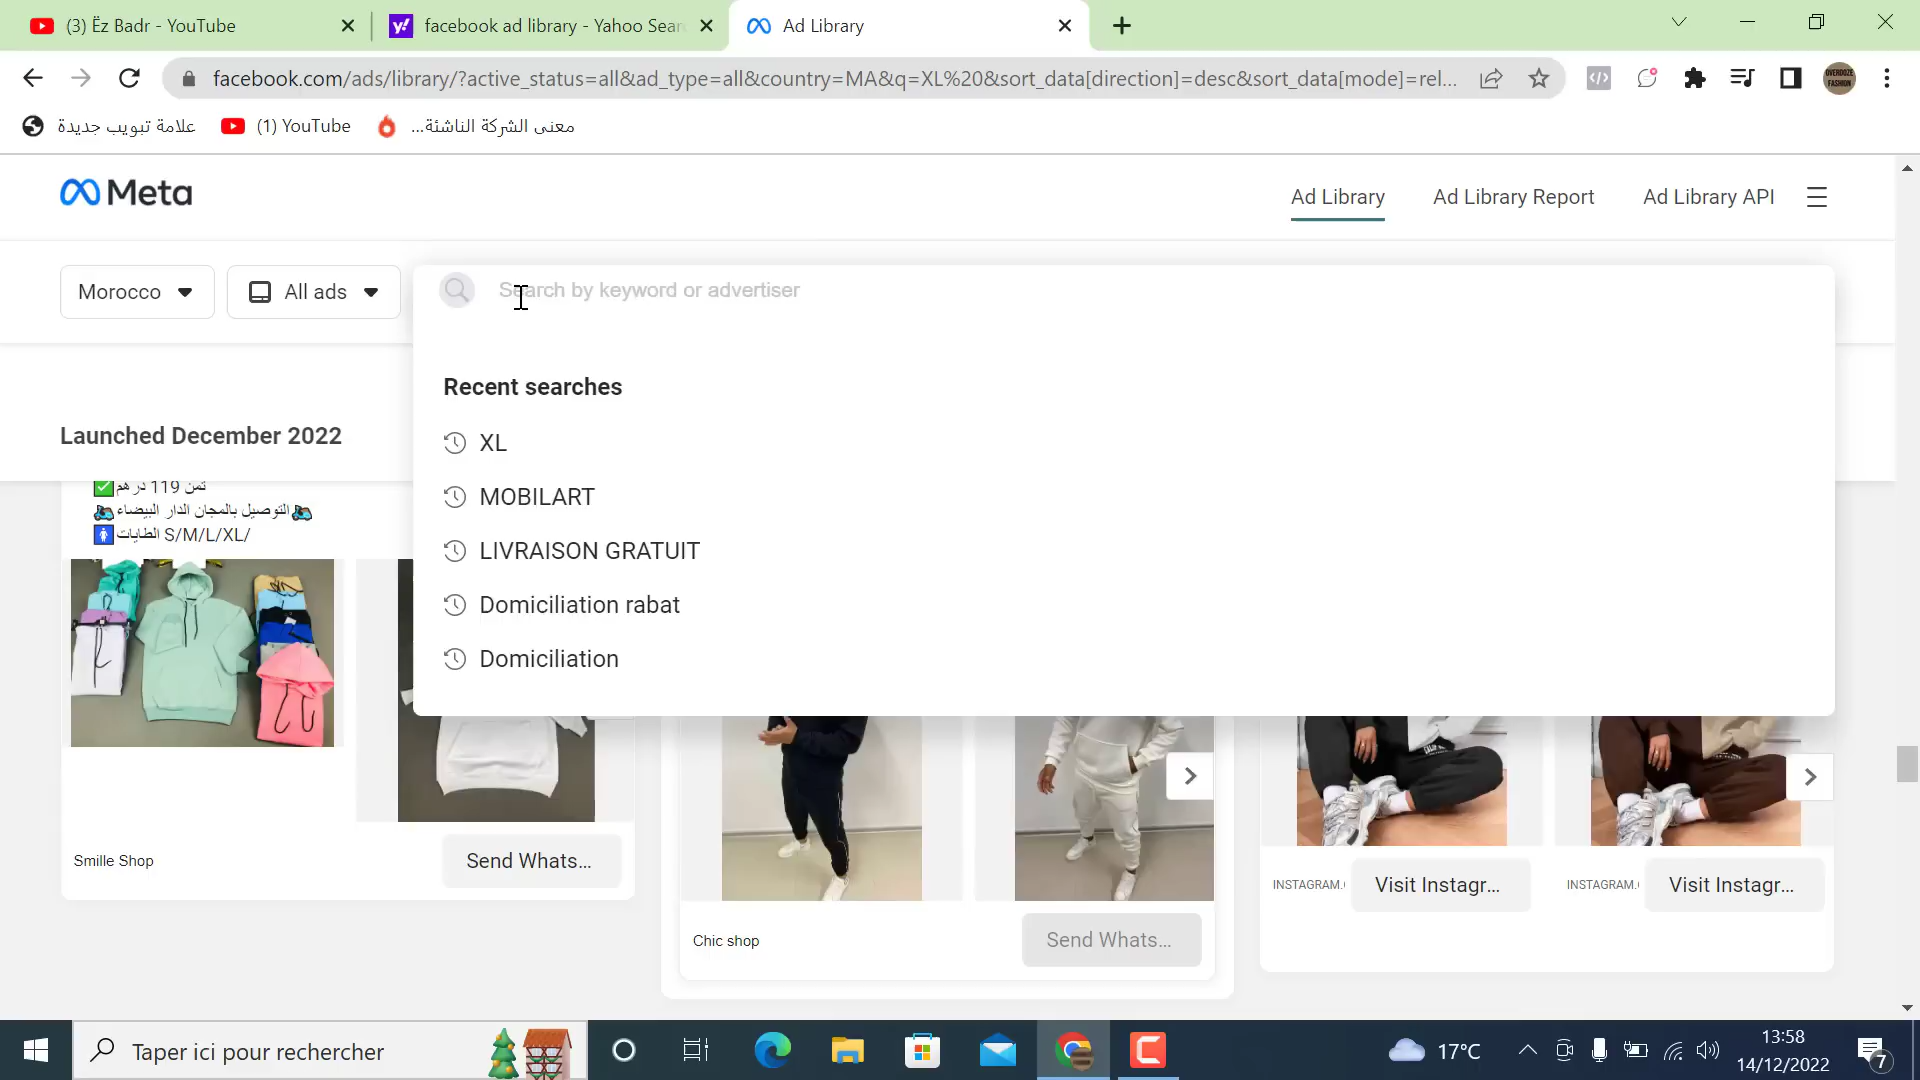 (3) Ëz Badr - YouTube
facebook ad library - Yahoo Sear
Ad Library
facebook.com/ads/library/?active_status=all&ad_type=all&country=MA&q=XL%20&sort_data[direction]=desc&sort_data[mode]=rel...
علامة تبويب جديدة
(1) YouTube
معنى الشركة الناشئة...
Meta
Ad Library
Ad Library Report
Ad Library API
Morocco
All ads
Search by keyword or advertiser
Recent searches
XL
MOBILART
LIVRAISON GRATUIT
Domiciliation rabat
Domiciliation
Launched December 2022
تمن 119 درهم
التوصيل بالمجان الدار البيضاء
الطايات S/M/L/XL/
Smille Shop
Send Whats...
Chic shop
Send Whats...
INSTAGRAM.
Visit Instagr...
INSTAGRAM.
Visit Instagr...
Taper ici pour rechercher
17°C
13:58
14/12/2022
7